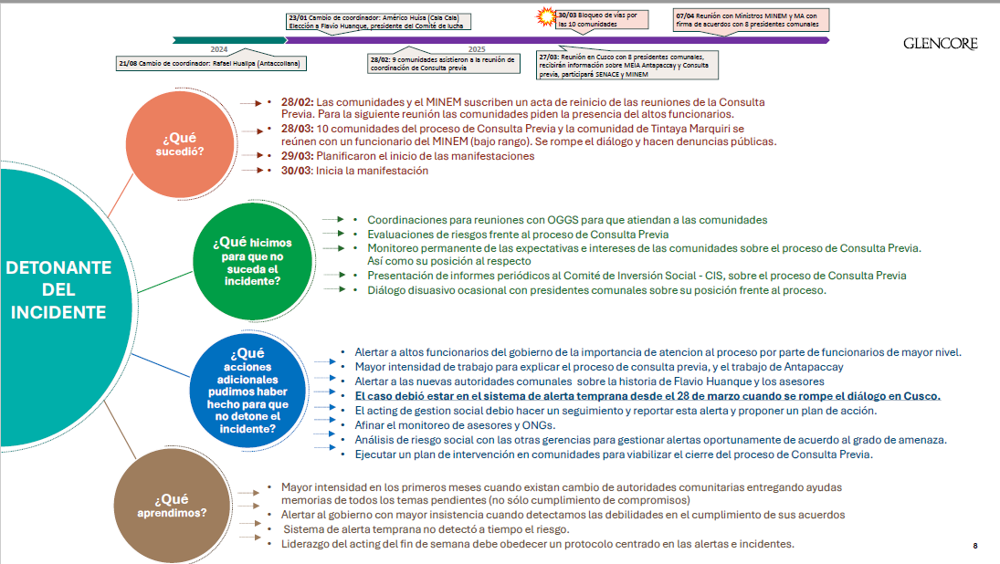 23/01 Cambio de coordinador: Américo Huisa (Cala Cala)
Elección a Flavio Huanque, presidente del Comité de lucha
30/03 Bloqueo de vías por
las 10 comunidades
07/04 Reunión con Ministros MINEM y MA con
firma de acuerdos con 8 presidentes comunales
GLENCORE
2024
2025
21/08 Cambio de coordinador: Rafael Huallpa (Antaccollana)
28/02: 9 comunidades asistieron a la reunión de
coordinación de Consulta previa
27/03: Reunión en Cusco con 8 presidentes comunales,
recibirán información sobre MEIA Antapaccay y Consulta
previa, participará SENACE y MINEM
DETONANTE
DEL
INCIDENTE
¿Qué
sucedió?
• 28/02: Las comunidades y el MINEM suscriben un acta de reinicio de las reuniones de la Consulta
Previa. Para la siguiente reunión las comunidades piden la presencia del altos funcionarios.
• 28/03: 10 comunidades del proceso de Consulta Previa y la comunidad de Tintaya Marquiri se
reúnen con un funcionario del MINEM (bajo rango). Se rompe el diálogo y hacen denuncias públicas.
• 29/03: Planificaron el inicio de las manifestaciones
• 30/03: Inicia la manifestación
¿Qué hicimos
para que no
suceda el
incidente?
• Coordinaciones para reuniones con OGGS para que atiendan a las comunidades
• Evaluaciones de riesgos frente al proceso de Consulta Previa
• Monitoreo permanente de las expectativas e intereses de las comunidades sobre el proceso de Consulta Previa.
Así como su posición al respecto
• Presentación de informes periódicos al Comité de Inversión Social - CIS, sobre el proceso de Consulta Previa
• Diálogo disuasivo ocasional con presidentes comunales sobre su posición frente al proceso.
¿Qué
acciones
adicionales
pudimos haber
hecho para que
no detone el
incidente?
• Alertar a altos funcionarios del gobierno de la importancia de atencion al proceso por parte de funcionarios de mayor nivel.
• Mayor intensidad de trabajo para explicar el proceso de consulta previa, y el trabajo de Antapaccay
• Alertar a las nuevas autoridades comunales sobre la historia de Flavio Huanque y los asesores
• El caso debió estar en el sistema de alerta temprana desde el 28 de marzo cuando se rompe el diálogo en Cusco.
• El acting de gestion social debio hacer un seguimiento y reportar esta alerta y proponer un plan de acción.
• Afinar el monitoreo de asesores y ONGs.
• Análisis de riesgo social con las otras gerencias para gestionar alertas oportunamente de acuerdo al grado de amenaza.
• Ejecutar un plan de intervención en comunidades para viabilizar el cierre del proceso de Consulta Previa.
¿Qué
aprendimos?
• Mayor intensidad en los primeros meses cuando existan cambio de autoridades comunitarias entregando ayudas
memorias de todos los temas pendientes (no sólo cumplimiento de compromisos)
• Alertar al gobierno con mayor insistencia cuando detectamos las debilidades en el cumplimiento de sus acuerdos
• Sistema de alerta temprana no detectó a tiempo el riesgo.
• Liderazgo del acting del fin de semana debe obedecer un protocolo centrado en las alertas e incidentes.
8